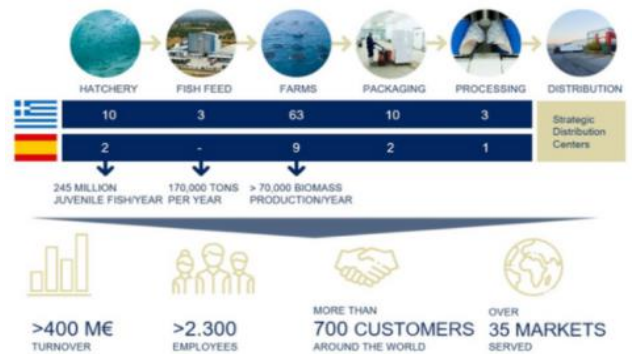 HATCHERY FISH FEED FARMS PACKAGING PROCESSING DISTRIBUTION
10 3 63 10 3
2 - 9 2 1
Strategic
Distribution
Centers
245 MILLION
JUVENILE FISH/YEAR
170,000 TONS
PER YEAR
> 70,000 BIOMASS
PRODUCTION/YEAR
>400 M€
TURNOVER
>2.300
EMPLOYEES
MORE THAN
700 CUSTOMERS
AROUND THE WORLD
OVER
35 MARKETS
SERVED